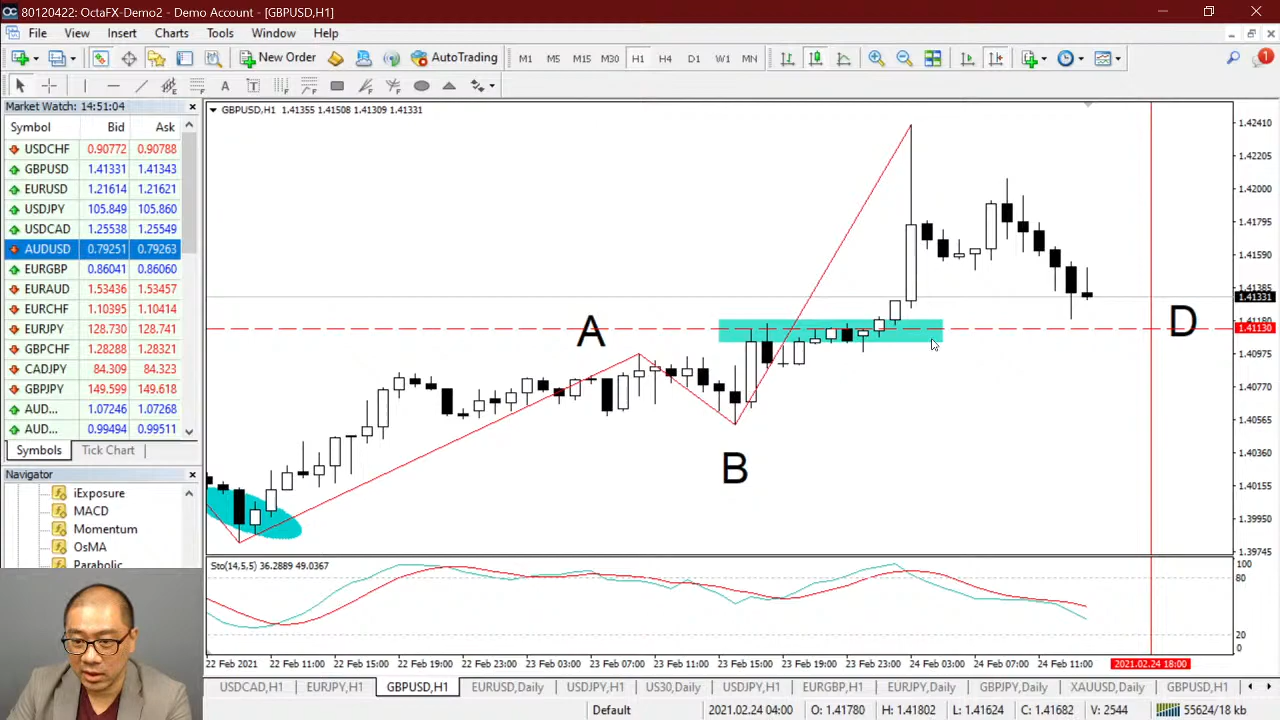 80120422: OctaFX-Demo2 - Demo Account - [GBPUSD,H1]
File View Insert Charts Tools Window Help
New Order AutoTrading M1 M5 M15 M30 H1 H4 D1 W1 MN 1
A T
Market Watch: 14:51:04
Symbol Bid Ask
USDCHF 0.90772 0.90788
GBPUSD 1.41331 1.41343
EURUSD 1.21614 1.21621
USDJPY 105.849 105.860
USDCAD 1.25538 1.25549
AUDUSD 0.79251 0.79263
EURGBP 0.86041 0.86060
EURAUD 1.53436 1.53457
EURCHF 1.10395 1.10414
EURJPY 128.730 128.741
GBPCHF 1.28288 1.28321
CADJPY 84.309 84.323
GBPJPY 149.599 149.618
AUD... 1.07246 1.07268
AUD... 0.99494 0.99511
Symbols Tick Chart
Navigator
iExposure
MACD
Momentum
OsMA
Parabolic
GBPUSD,H1 1.41355 1.41508 1.41309 1.41331
A
B
D
1.42410
1.42205
1.42000
1.41795
1.41590
1.41385
1.41331
1.41180
1.41130
1.40975
1.40770
1.40565
1.40360
1.40155
1.39950
1.39745
Sto(14,5,5) 36.2889 49.0367
100
80
20
0
22 Feb 2021 22 Feb 11:00 22 Feb 15:00 22 Feb 19:00 22 Feb 23:00 23 Feb 03:00 23 Feb 07:00 23 Feb 11:00 23 Feb 15:00 23 Feb 19:00 23 Feb 23:00 24 Feb 03:00 24 Feb 07:00 24 Feb 11:00 2021.02.24 18:00
USDCAD,H1 EURJPY,H1 GBPUSD,H1 EURUSD,Daily USDJPY,H1 US30,Daily USDJPY,H1 EURGBP,H1 EURJPY,Daily GBPJPY,Daily XAUUSD,Daily GBPUSD,H1
Default 2021.02.24 04:00 O: 1.41780 H: 1.41802 L: 1.41624 C: 1.41682 V: 2544 55624/18 kb